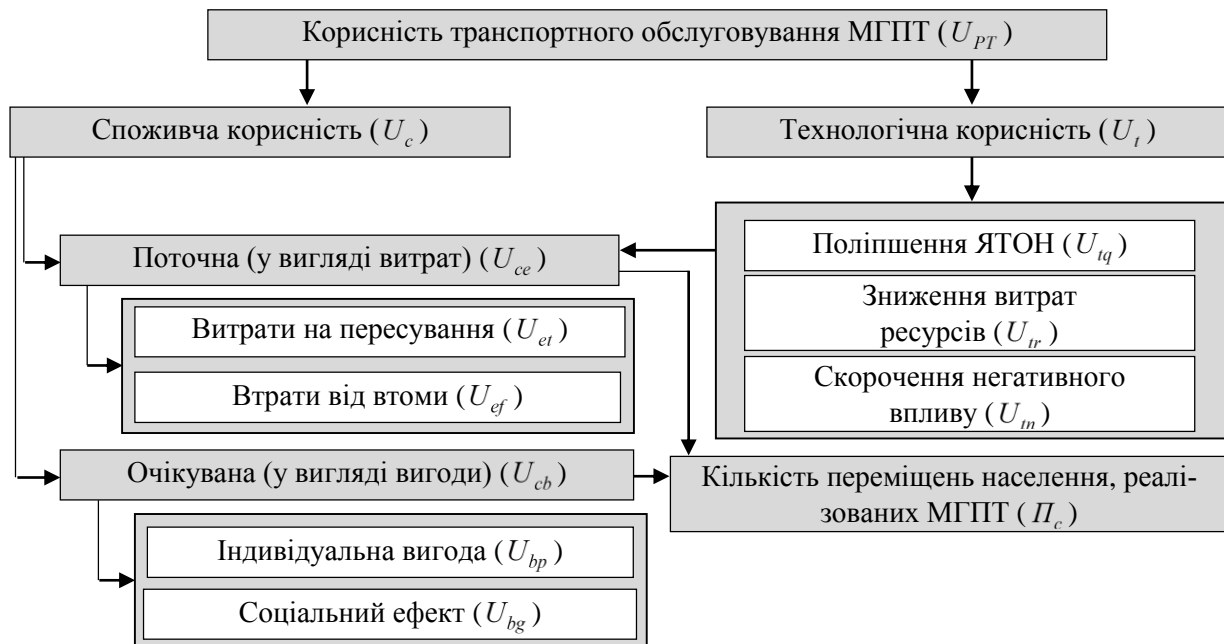 Корисність транспортного обслуговування МГПТ (U_PT)
Споживча корисність (U_c)
Технологічна корисність (U_t)
Поточна (у вигляді витрат) (U_ce)
Витрати на пересування (U_et)
Втрати від втоми (U_ef)
Очікувана (у вигляді вигоди) (U_cb)
Індивідуальна вигода (U_bp)
Соціальний ефект (U_bg)
Поліпшення ЯТОН (U_tq)
Зниження витрат
ресурсів (U_tr)
Скорочення негативного
впливу (U_tn)
Кількість переміщень населення, реалі-
зованих МГПТ (П_c)